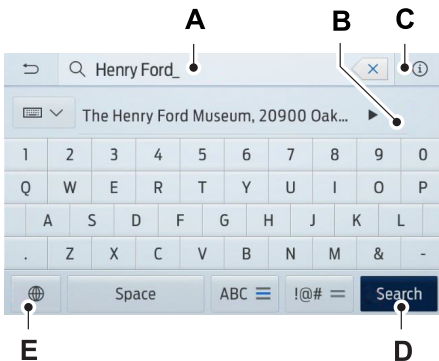 A B C
Henry Ford_
The Henry Ford Museum, 20900 Oak...
1 2 3 4 5 6 7 8 9 0
Q W E R T Y U I O P
A S D F G H J K L
. Z X C V B N M & -
Space ABC !@# Search
E D